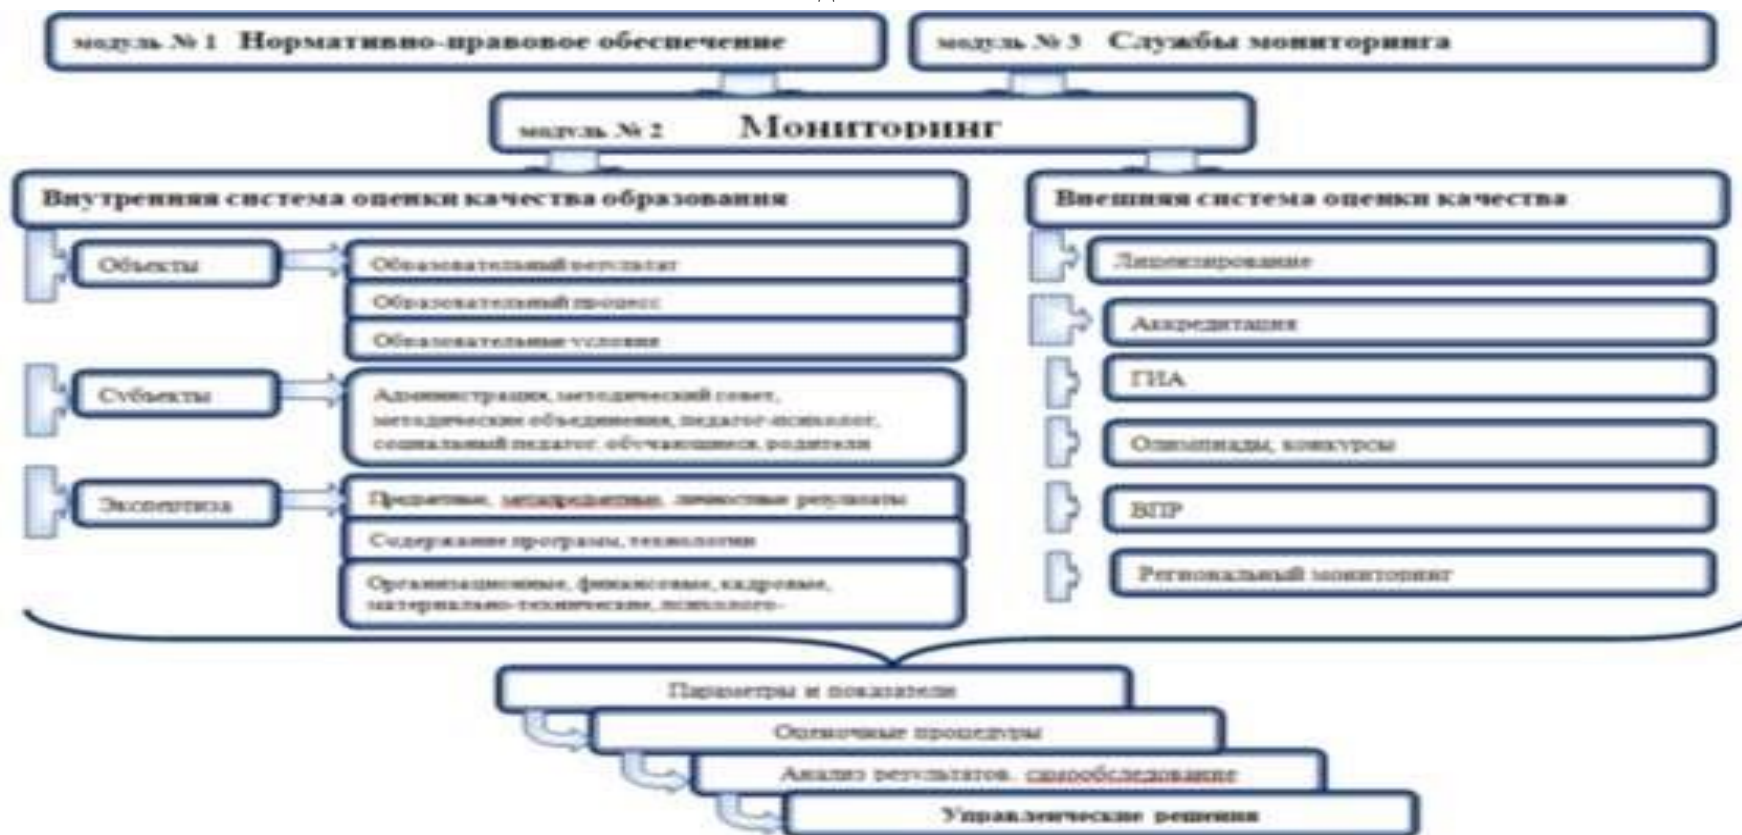 модуль № 1 Нормативно-правовое обеспечение
модуль № 3 Службы мониторинга
модуль № 2 Мониторинг
Внутренняя система оценки качества образования
Объекты
Образовательный результат
Образовательный процесс
Образовательные условия
Субъекты
Администрация, методический совет,
методические объединения, педагог-психолог,
социальный педагог, обучающиеся, родители
Экспертиза
Предметные, метапредметные, личностные результаты
Содержание программ, технологии
Организационные, финансовые, кадровые,
материально-технические, психолого-
Внешняя система оценки качества
Лицензирование
Аккредитация
ГИА
Олимпиады, конкурсы
ВПР
Региональный мониторинг
Параметры и показатели
Оценочные процедуры
Анализ результатов, самообследование
Управленческие решения